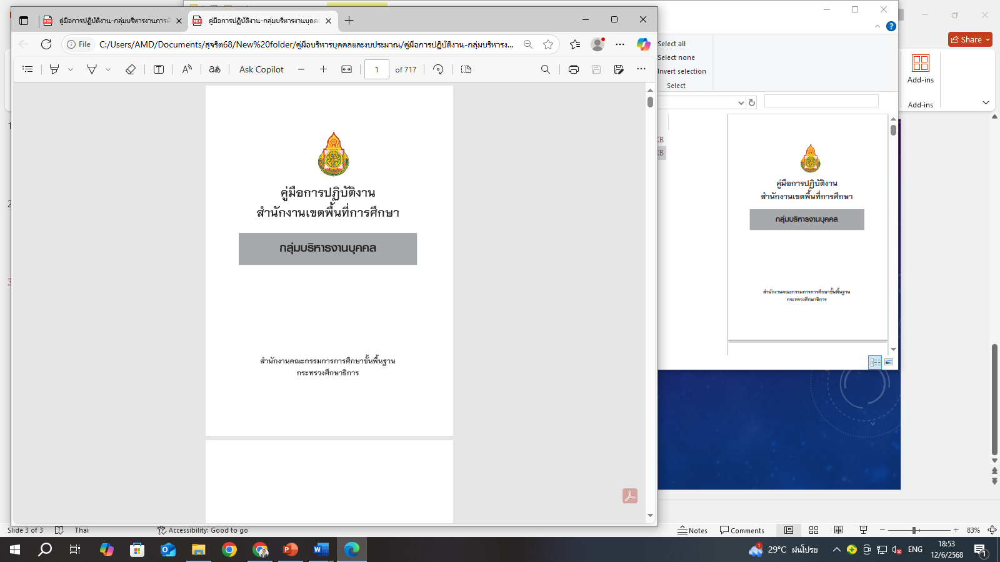 คู่มือการปฏิบัติงาน-กลุ่มบริหารงานการเ
คู่มือการปฏิบัติงาน-กลุ่มบริหารงานบุคค
File
C:/Users/AMD/Documents/สุจริต68/New%20folder/คู่มือบริหารบุคคลและงบประมาณ/คู่มือการปฏิบัติงาน-กลุ่มบริหารง...
Ask Copilot
1
of 717
คู่มือการปฏิบัติงาน
สำนักงานเขตพื้นที่การศึกษา
กลุ่มบริหารงานบุคคล
สำนักงานคณะกรรมการการศึกษาขั้นพื้นฐาน
กระทรวงศึกษาธิการ
Select all
Select none
Invert selection
Select
KB
KB
คู่มือการปฏิบัติงาน
สำนักงานเขตพื้นที่การศึกษา
กลุ่มบริหารงานบุคคล
สำนักงานคณะกรรมการการศึกษาขั้นพื้นฐาน
กระทรวงศึกษาธิการ
Share
Add-ins
Add-ins
1
2
3
Slide 3 of 3
Thai
Accessibility: Good to go
Notes
Comments
83%
1
29°C
ฝนโปรย
ENG
18:53
12/6/2568
1